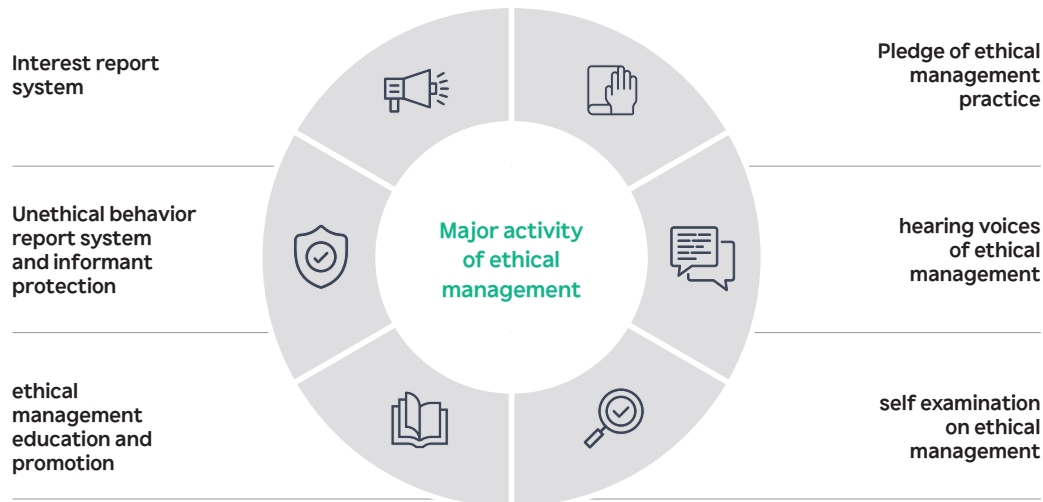 Interest report
system
Pledge of ethical
management
practice
Unethical behavior
report system
and informant
protection
Major activity
of ethical
management
hearing voices
of ethical
management
ethical
management
education and
promotion
self examination
on ethical
management